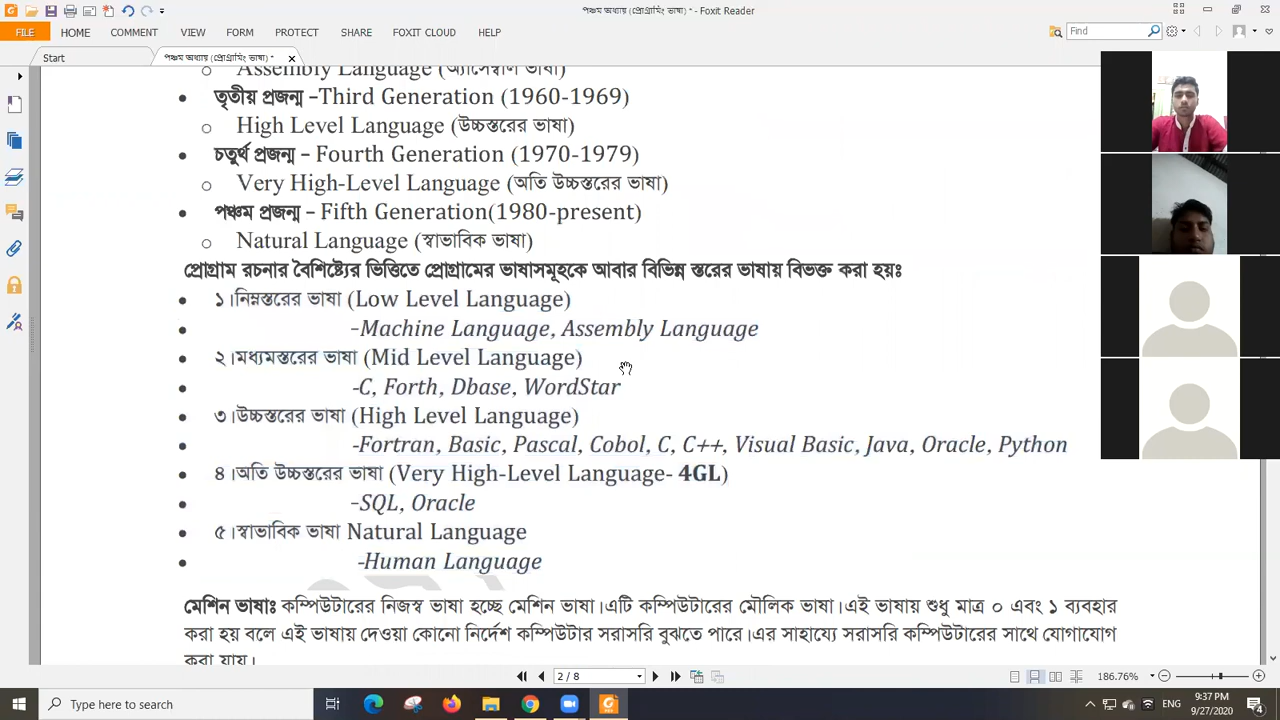 পঞ্চম অধ্যায় (প্রোগ্রামিং ভাষা) * - Foxit Reader
FILE HOME COMMENT VIEW FORM PROTECT SHARE FOXIT CLOUD HELP Find
Start পঞ্চম অধ্যায় (প্রোগ্রামিং ভাষা) *
o Assembly Language (অ্যাসেম্বলি ভাষা)
• তৃতীয় প্রজন্ম –Third Generation (1960-1969)
o High Level Language (উচ্চস্তরের ভাষা)
• চতুর্থ প্রজন্ম – Fourth Generation (1970-1979)
o Very High-Level Language (অতি উচ্চস্তরের ভাষা)
• পঞ্চম প্রজন্ম – Fifth Generation(1980-present)
o Natural Language (স্বাভাবিক ভাষা)
প্রোগ্রাম রচনার বৈশিষ্ট্যের ভিত্তিতে প্রোগ্রামের ভাষাসমূহকে আবার বিভিন্ন স্তরের ভাষায় বিভক্ত করা হয়ঃ
• ১।নিম্নস্তরের ভাষা (Low Level Language)
• –Machine Language, Assembly Language
• ২।মধ্যমস্তরের ভাষা (Mid Level Language)
• -C, Forth, Dbase, WordStar
• ৩।উচ্চস্তরের ভাষা (High Level Language)
• –Fortran, Basic, Pascal, Cobol, C, C++, Visual Basic, Java, Oracle, Python
• ৪।অতি উচ্চস্তরের ভাষা (Very High-Level Language- 4GL)
• –SQL, Oracle
• ৫।স্বাভাবিক ভাষা Natural Language
• -Human Language
মেশিন ভাষাঃ কম্পিউটারের নিজস্ব ভাষা হচ্ছে মেশিন ভাষা।এটি কম্পিউটারের মৌলিক ভাষা।এই ভাষায় শুধু মাত্র ০ এবং ১ ব্যবহার
করা হয় বলে এই ভাষায় দেওয়া কোনো নির্দেশ কম্পিউটার সরাসরি বুঝতে পারে।এর সাহায্যে সরাসরি কম্পিউটারের সাথে যোগাযোগ
করা যায়।
2 / 8 186.76%
Type here to search ENG 9:37 PM
9/27/2020 4